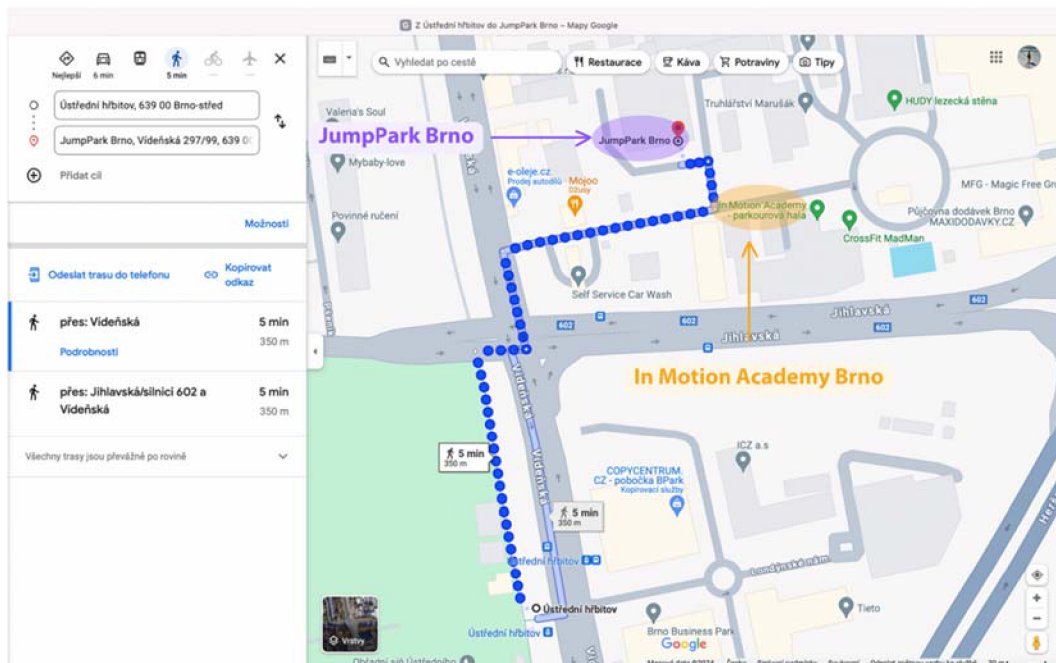 Z Ústřední hřbitov do JumpPark Brno – Mapy Google
Nejlepší
6 min
5 min
Ústřední hřbitov, 639 00 Brno-střed
JumpPark Brno, Vídeňská 297/99, 639 00
Přidat cíl
Možnosti
Odeslat trasu do telefonu
Kopírovat
odkaz
přes: Vídeňská
5 min
350 m
Podrobnosti
přes: Jihlavská/silnici 602 a
Vídeňská
5 min
350 m
Všechny trasy jsou převážně po rovině
Vyhledat po cestě
Restaurace
Káva
Potraviny
Tipy
Valeria's Soul
Truhlářství Marušák
HUDY lezecká stěna
JumpPark Brno
JumpPark Brno
Mybaby-love
e-oleje.cz
Prodej autodílů
Mojoo
Džusy
MFG - Magic Free Gr
Povinné ručení
In Motion Academy
- parkourová hala
Půjčovna dodávek Brno
MAXIDODAVKY.CZ
CrossFit MadMan
Self Service Car Wash
602
602
602
Jihlavská
Jihlavská
In Motion Academy Brno
Vídeňská
Vídeňská
5 min
350 m
ICZ a.s
COPYCENTRUM.
CZ - pobočka BPark
Kopírovací služby
5 min
350 m
Ústřední hřbitov
Londýnské nám.
Ústřední hřbitov
Tieto
Ústřední hřbitov
Brno Business Park
Vrstvy
Google